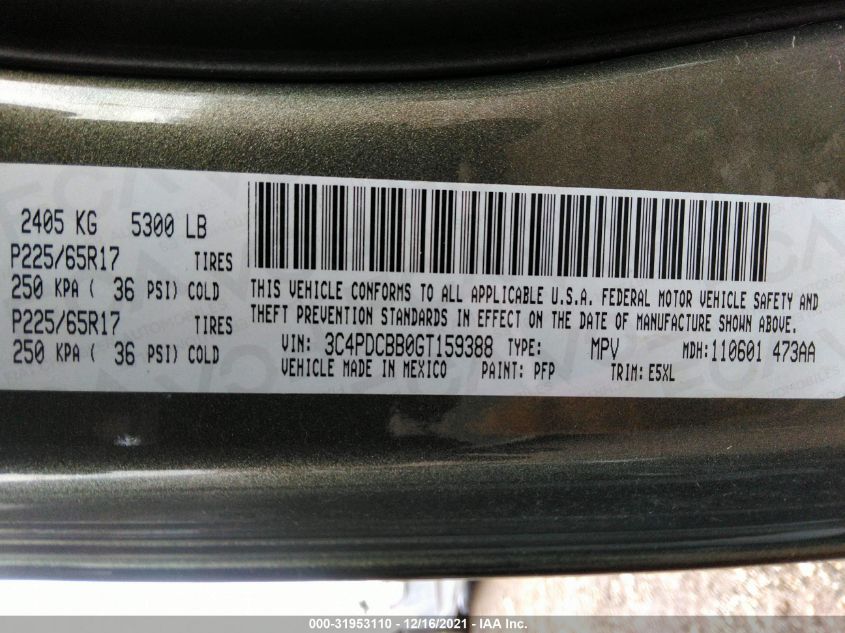 2405 KG 5300 LB
P225/65R17 TIRES
250 KPA ( 36 PSI) COLD
P225/65R17 TIRES
250 KPA ( 36 PSI) COLD
THIS VEHICLE CONFORMS TO ALL APPLICABLE U.S.A. FEDERAL MOTOR VEHICLE SAFETY AND
THEFT PREVENTION STANDARDS IN EFFECT ON THE DATE OF MANUFACTURE SHOWN ABOVE.
VIN: 3C4PDCBB0GT159388 TYPE: MPV MDH:110601 473AA
VEHICLE MADE IN MEXICO PAINT: PFP TRIM: E5XL
000-31953110 - 12/16/2021 - IAA Inc.